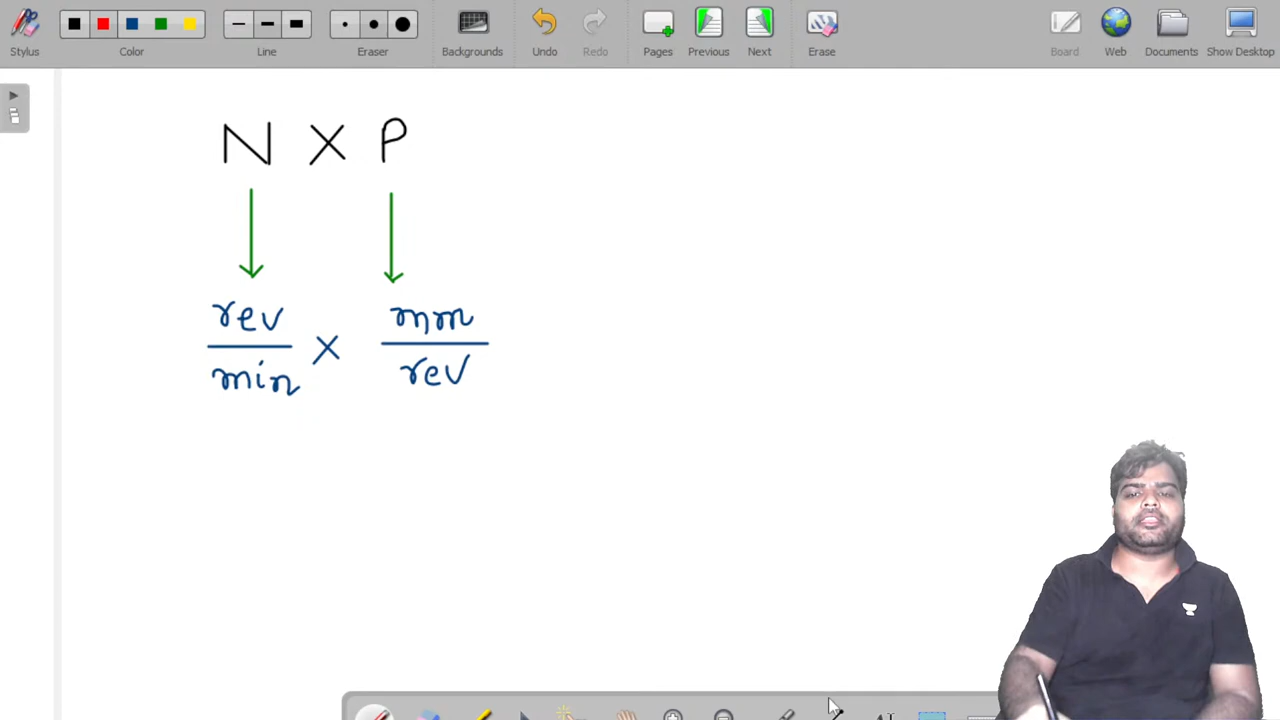 Stylus Color Line Eraser Backgrounds Undo Redo Pages Previous Next Erase Board Web Documents Show Desktop
N X P
rev/min X mm/rev